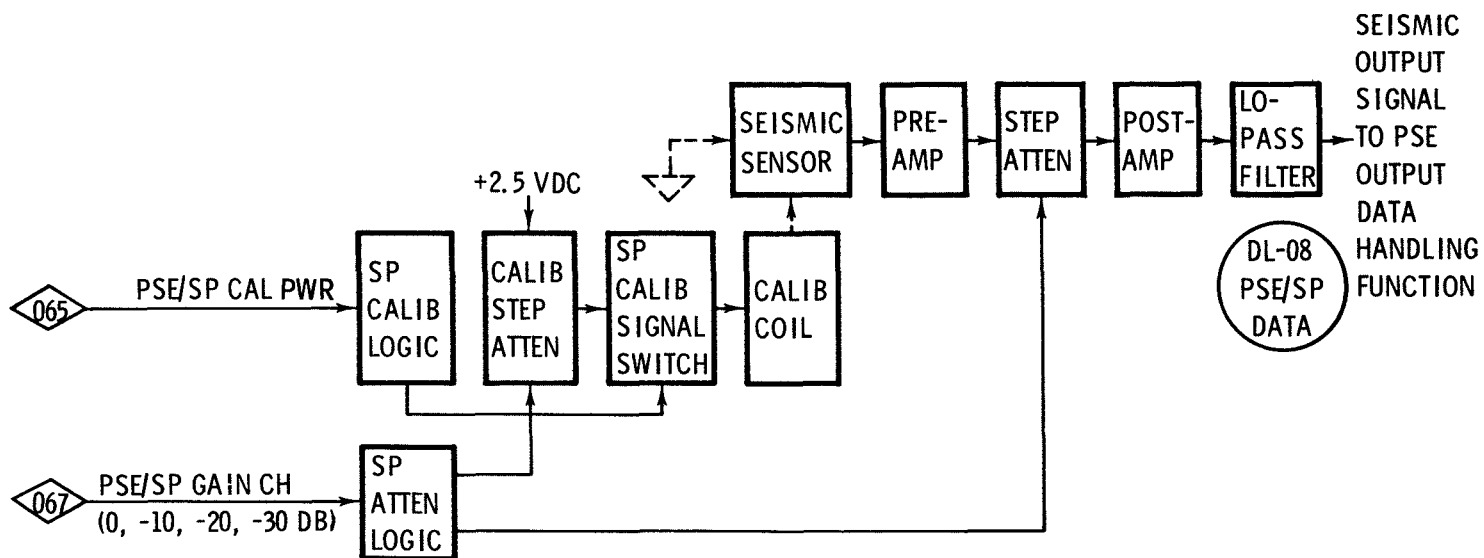 SEISMIC
OUTPUT
SIGNAL
TO PSE
OUTPUT
DATA
HANDLING
FUNCTION
SEISMIC
SENSOR
PRE-
AMP
STEP
ATTEN
POST-
AMP
LO-
PASS
FILTER
+2.5 VDC
065
PSE/SP CAL PWR
SP
CALIB
LOGIC
CALIB
STEP
ATTEN
SP
CALIB
SIGNAL
SWITCH
CALIB
COIL
DL-08
PSE/SP
DATA
067
PSE/SP GAIN CH
(0, -10, -20, -30 DB)
SP
ATTEN
LOGIC